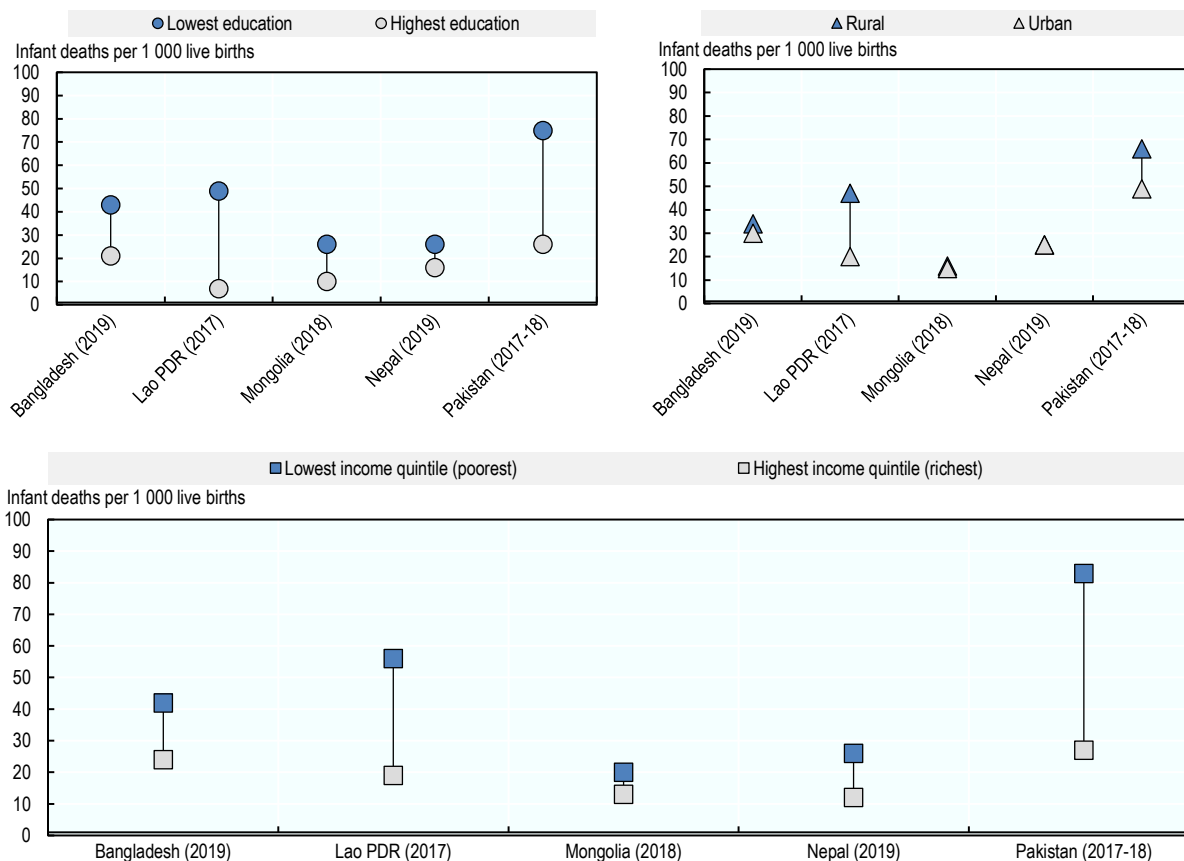 Lowest education
Highest education
Infant deaths per 1 000 live births
100
90
80
70
60
50
40
30
20
10
0
Bangladesh (2019)
Lao PDR (2017)
Mongolia (2018)
Nepal (2019)
Pakistan (2017-18)
Rural
Urban
Infant deaths per 1 000 live births
100
90
80
70
60
50
40
30
20
10
0
Bangladesh (2019)
Lao PDR (2017)
Mongolia (2018)
Nepal (2019)
Pakistan (2017-18)
Lowest income quintile (poorest)
Highest income quintile (richest)
Infant deaths per 1 000 live births
100
90
80
70
60
50
40
30
20
10
0
Bangladesh (2019)
Lao PDR (2017)
Mongolia (2018)
Nepal (2019)
Pakistan (2017-18)